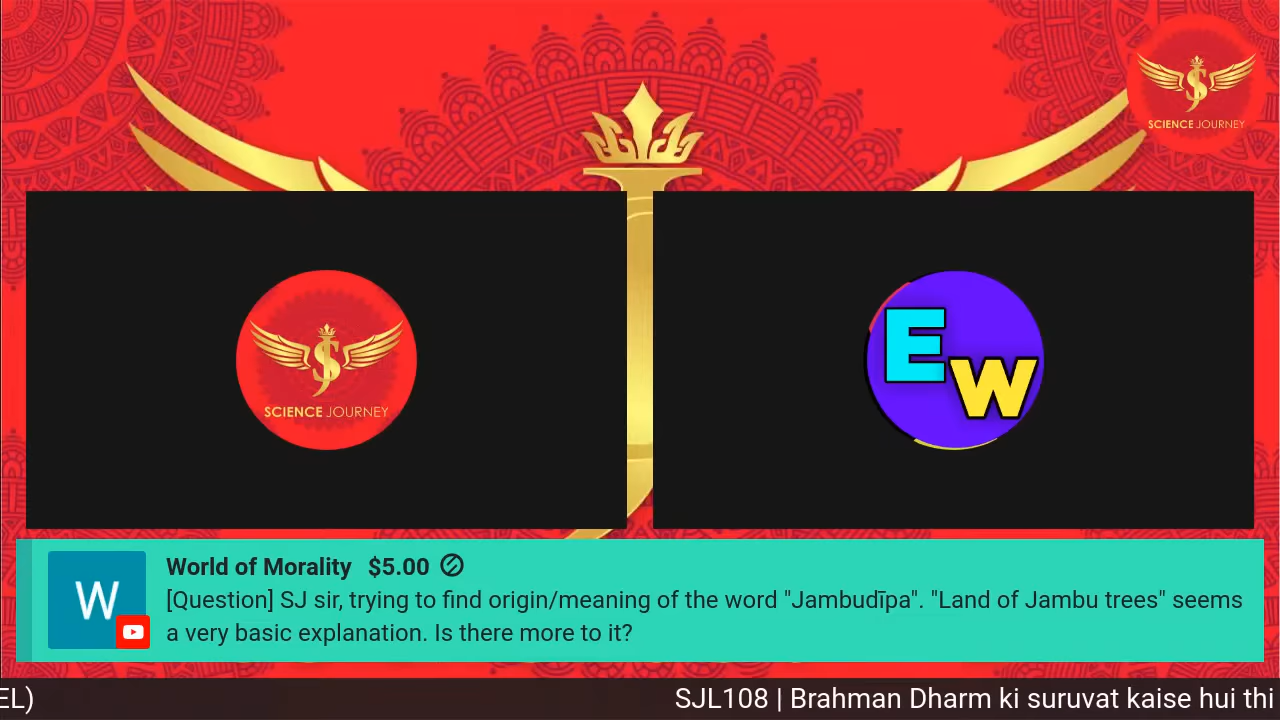 SCIENCE JOURNEY
SCIENCE JOURNEY
E
W
W
World of Morality $5.00
[Question] SJ sir, trying to find origin/meaning of the word "Jambudīpa". "Land of Jambu trees" seems
a very basic explanation. Is there more to it?
EL)
SJL108 | Brahman Dharm ki suruvat kaise hui thi